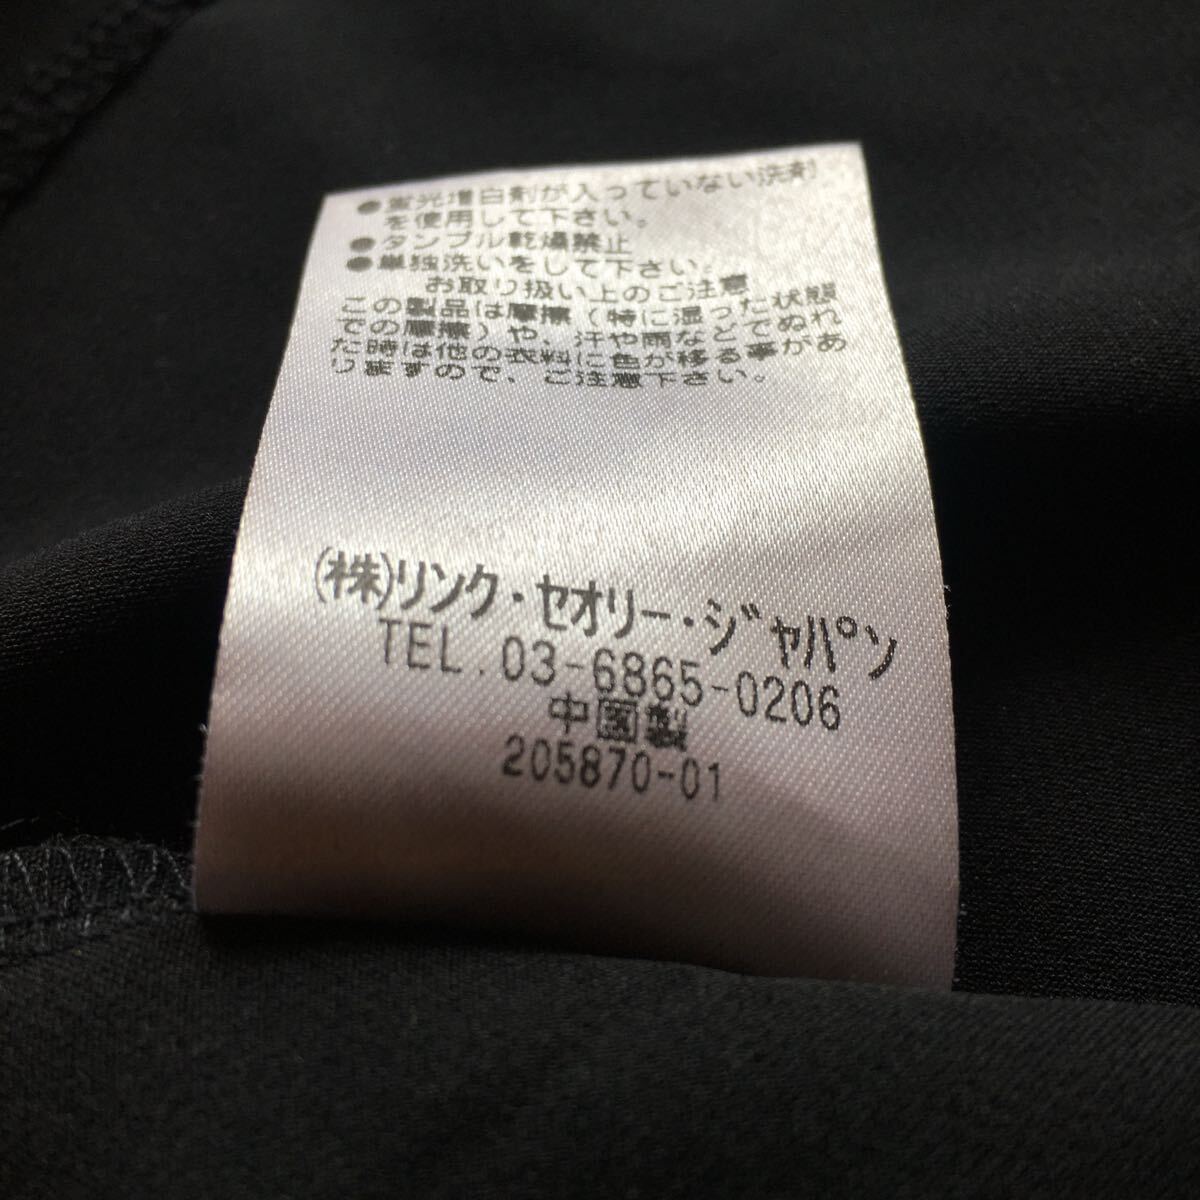 ●蛍光増白剤が入っていない洗剤
を使用して下さい。
●タンブル乾燥禁止
●単独洗いをして下さい。
お取り扱い上のご注意
この製品は摩擦（特に湿った状態
での摩擦）や、汗や雨などでぬれ
た時は他の衣料に色が移る事があ
りますので、ご注意下さい。
(株)リンク・セオリー・ジャパン
TEL.03-6865-0206
中国製
205870-01